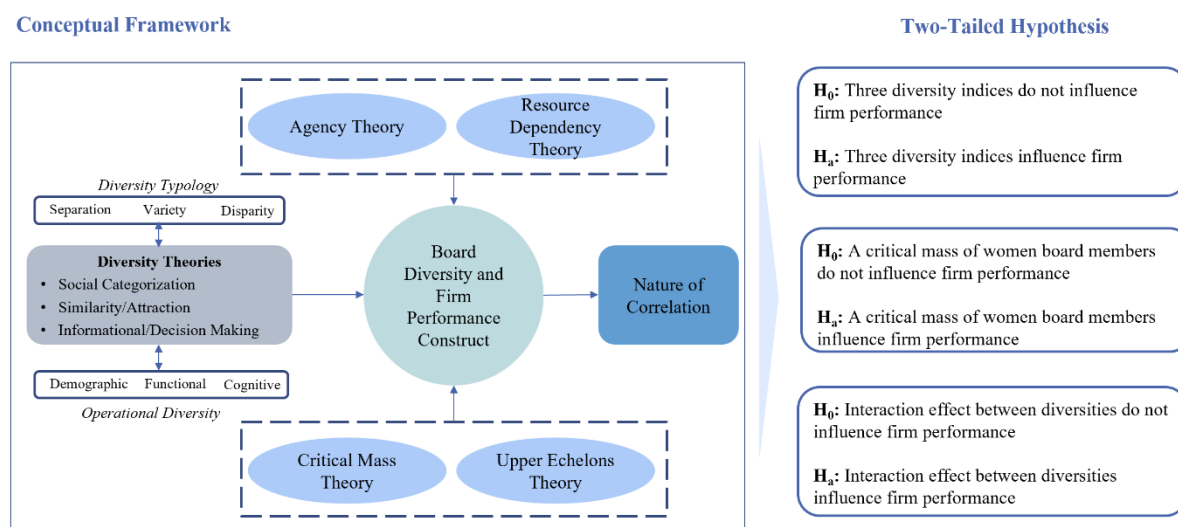 Conceptual Framework
Two-Tailed Hypothesis
Agency Theory
Resource
Dependency
Theory
Diversity Typology
Separation Variety Disparity
Diversity Theories
• Social Categorization
• Similarity/Attraction
• Informational/Decision Making
Demographic Functional Cognitive
Operational Diversity
Board
Diversity and
Firm
Performance
Construct
Nature of
Correlation
Critical Mass
Theory
Upper Echelons
Theory
H0: Three diversity indices do not influence
firm performance
Ha: Three diversity indices influence firm
performance
H0: A critical mass of women board members
do not influence firm performance
Ha: A critical mass of women board members
influence firm performance
H0: Interaction effect between diversities do not
influence firm performance
Ha: Interaction effect between diversities
influence firm performance